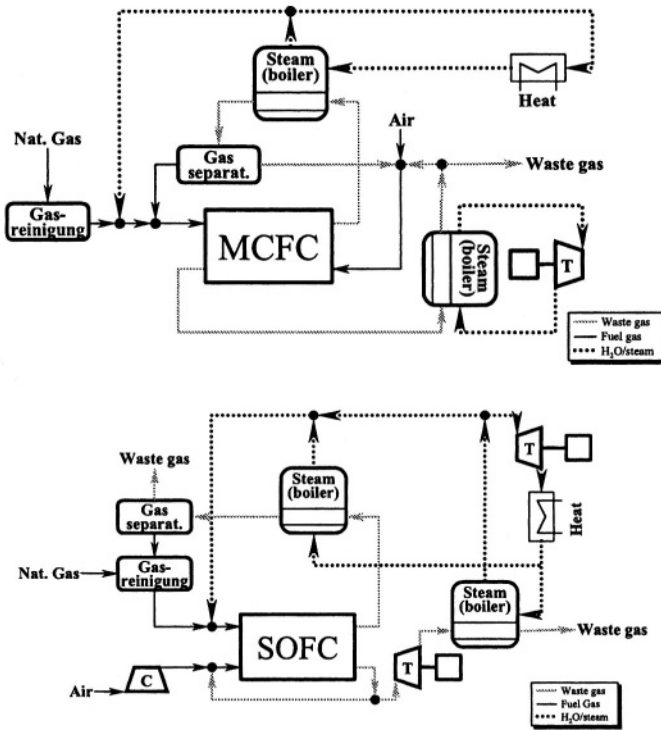 Steam
(boiler)
Heat
Air
Nat. Gas
Gas
separat.
Waste gas
Gas-
reinigung
MCFC
Steam
(boiler)
T
Waste gas
Fuel gas
H₂O/steam
T
Waste gas
Steam
(boiler)
Heat
Gas
separat.
Nat. Gas
Gas-
reinigung
Steam
(boiler)
SOFC
Waste gas
T
C
Air
Waste gas
Fuel Gas
H₂O/steam